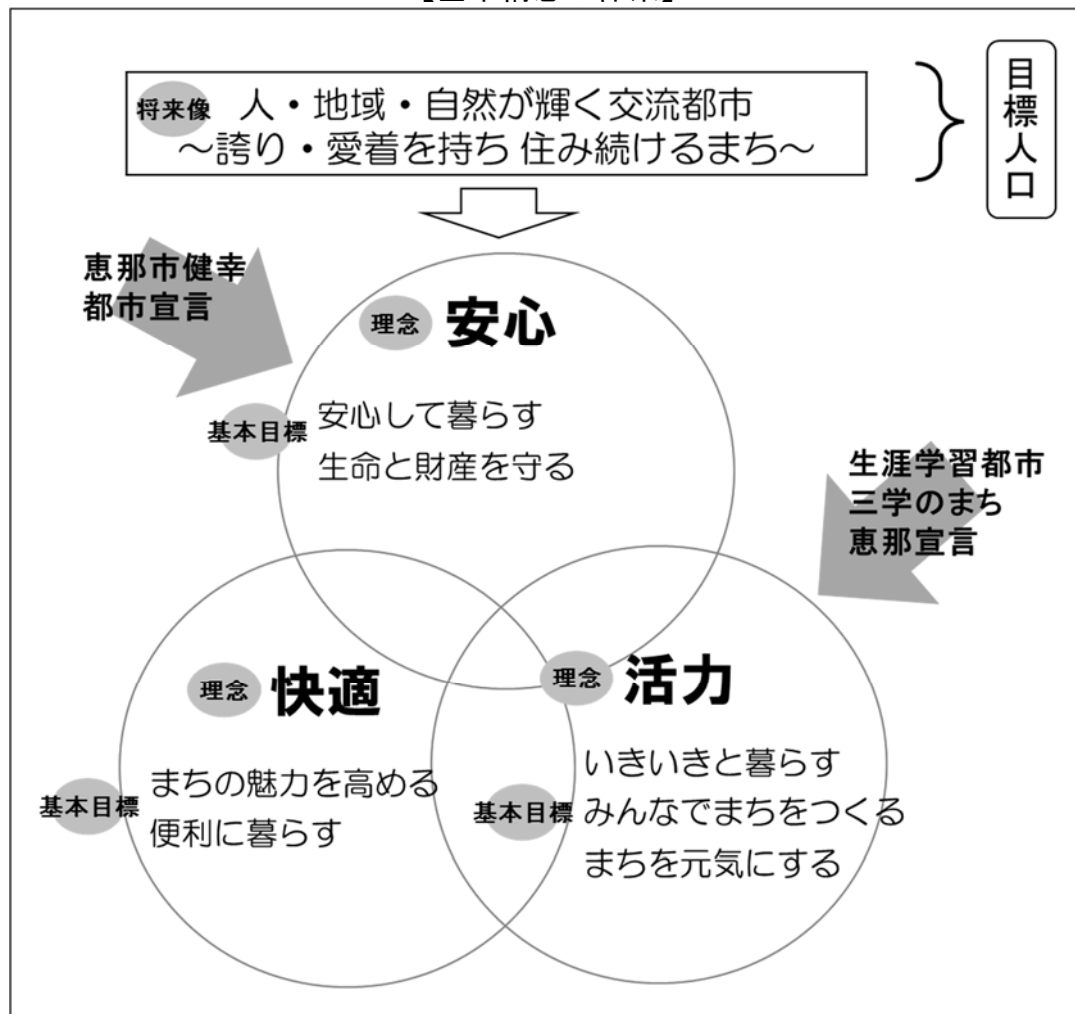 将来像 人・地域・自然が輝く交流都市
～誇り・愛着を持ち 住み続けるまち～
目標人口
恵那市健幸
都市宣言
理念 安心
基本目標
安心して暮らす
生命と財産を守る
生涯学習都市
三学のまち
恵那宣言
理念 快適
基本目標
まちの魅力を高める
便利に暮らす
理念 活力
基本目標
いきいきと暮らす
みんなでまちをつくる
まちを元気にする